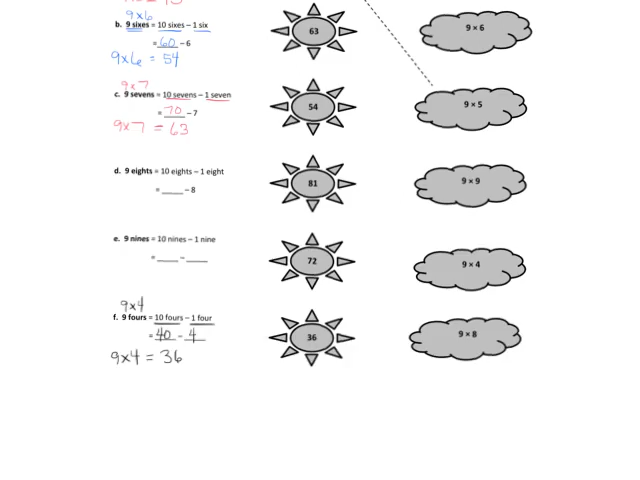 9x6
b. 9 sixes = 10 sixes – 1 six
= 60 – 6
9x6 = 54
63
9 × 6
9x7
c. 9 sevens = 10 sevens – 1 seven
= 70 – 7
9x7 = 63
54
9 × 5
d. 9 eights = 10 eights – 1 eight
= ____ – 8
81
9 × 9
e. 9 nines = 10 nines – 1 nine
= ____ – ____
72
9 × 4
9x4
f. 9 fours = 10 fours – 1 four
= 40 – 4
9x4 = 36
36
9 × 8